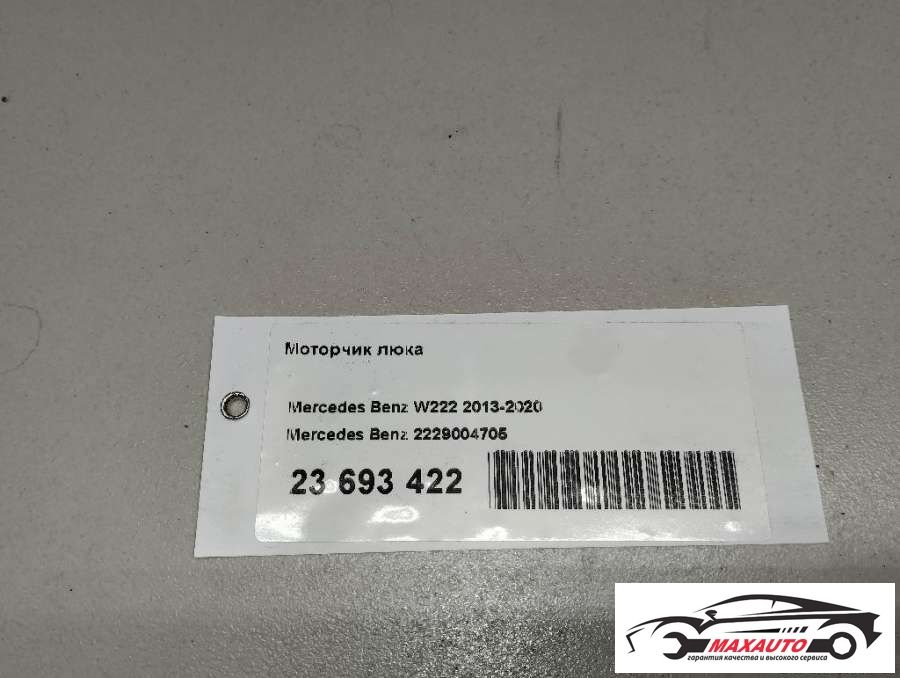 Моторчик люка
Mercedes Benz W222 2013-2020
Mercedes Benz 2229004705
23 693 422
MAXAUTO
гарантия качества и высокого сервиса